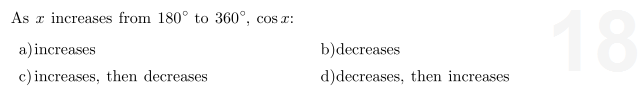 As x increases from 180° to 360°, cos x:
a)increases b)decreases
c)increases, then decreases d)decreases, then increases
18